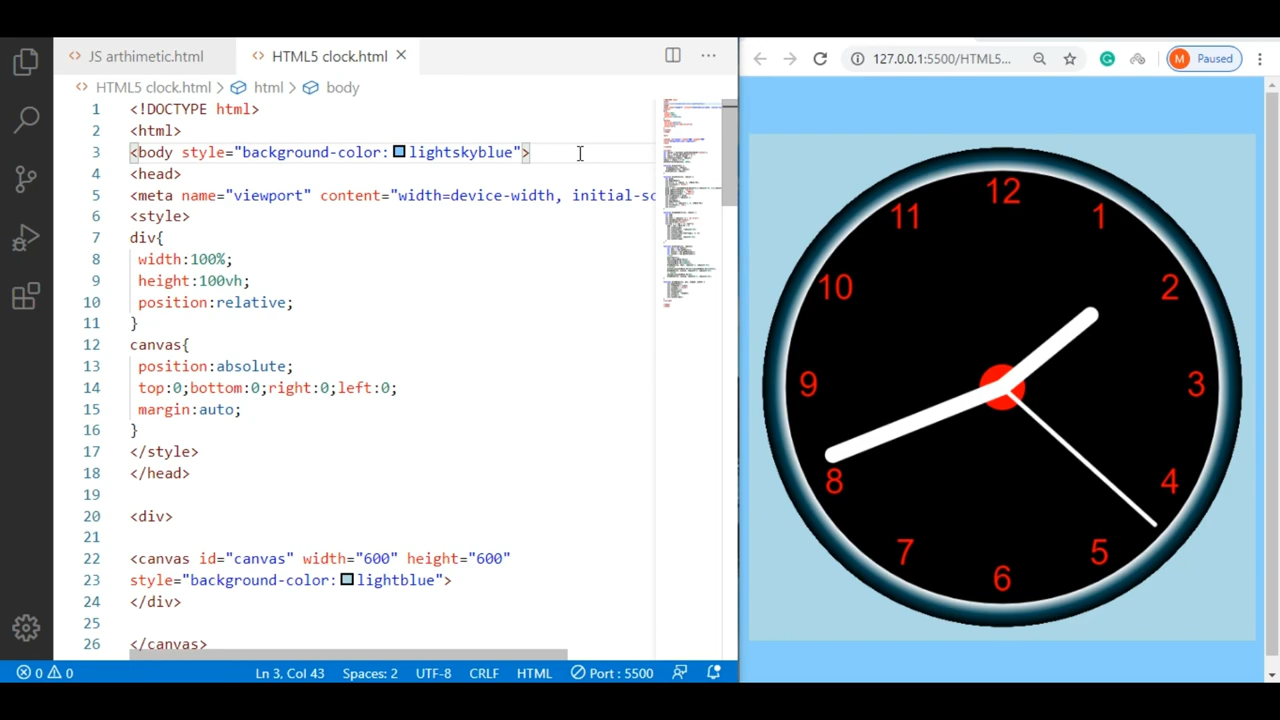 JS arthimetic.html
HTML5 clock.html
HTML5 clock.html > html > body
1 <!DOCTYPE html>
2 <html>
3 <body style="background-color: lightskyblue">
4 <head>
5 <meta name="viewport" content="width=device-width, initial-sc
6 <style>
7 div{
8 width:100%;
9 height:100vh;
10 position:relative;
11 }
12 canvas{
13 position:absolute;
14 top:0;bottom:0;right:0;left:0;
15 margin:auto;
16 }
17 </style>
18 </head>
19
20 <div>
21
22 <canvas id="canvas" width="600" height="600"
23 style="background-color: lightblue">
24 </div>
25
26 </canvas>
0 0 Ln 3, Col 43 Spaces: 2 UTF-8 CRLF HTML Port : 5500
127.0.0.1:5500/HTML5... M Paused
12
11 1
10 2
9 3
8 4
7 5
6